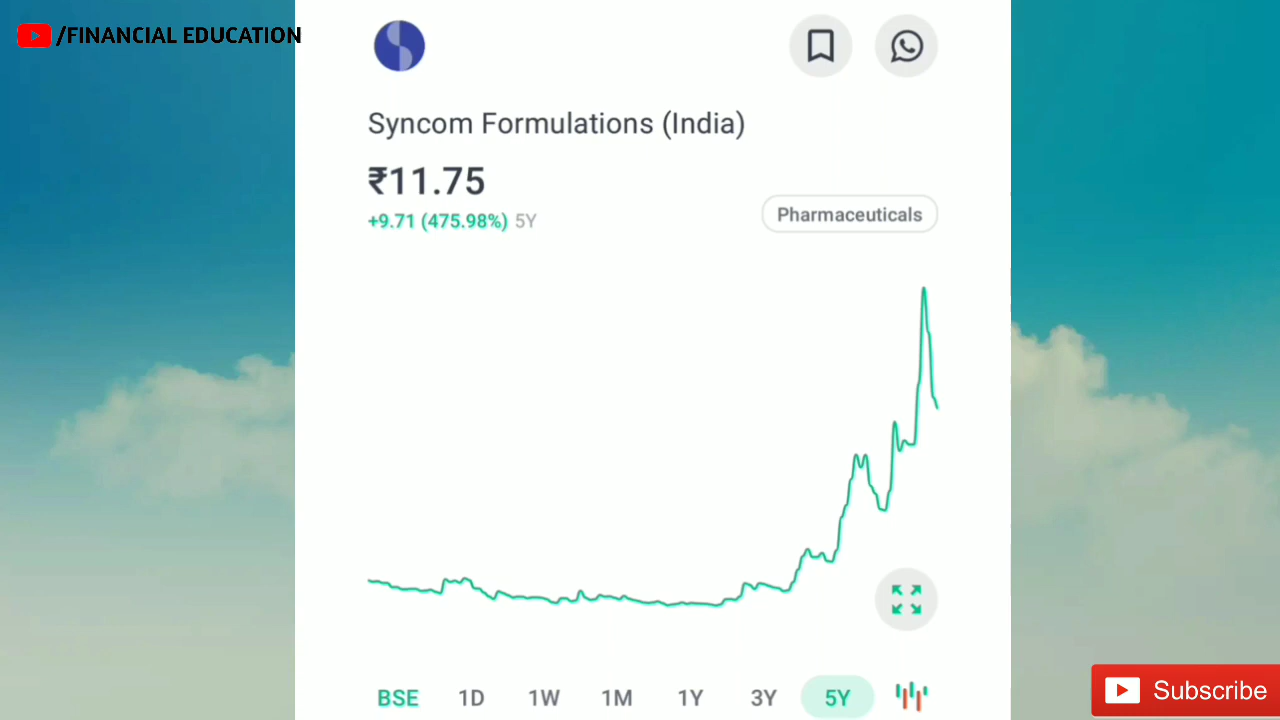 /FINANCIAL EDUCATION
Syncom Formulations (India)
₹11.75
+9.71 (475.98%) 5Y
Pharmaceuticals
BSE 1D 1W 1M 1Y 3Y 5Y
Subscribe